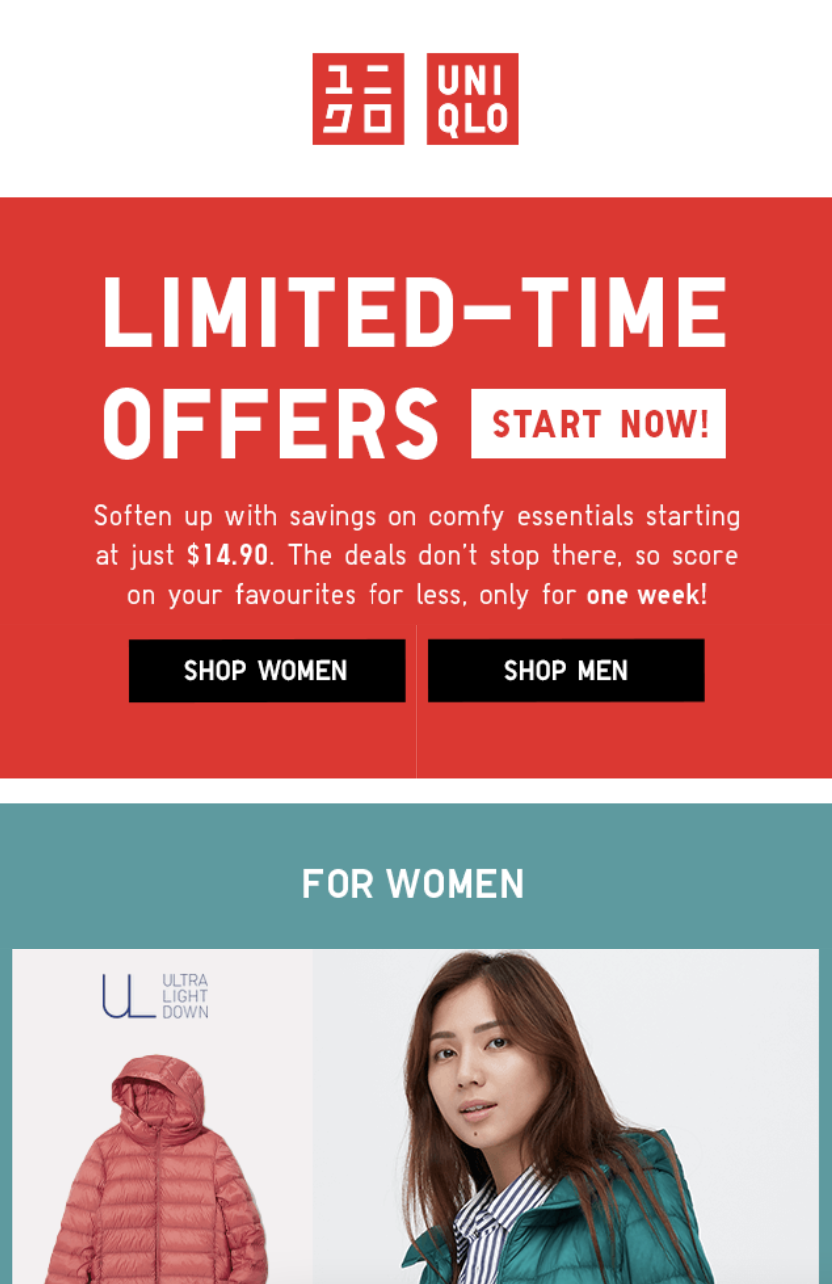 ユニ
クロ
UNI
QLO
LIMITED-TIME
OFFERS START NOW!
Soften up with savings on comfy essentials starting
at just $14.90. The deals don't stop there, so score
on your favourites for less, only for one week!
SHOP WOMEN
SHOP MEN
FOR WOMEN
UL
ULTRA
LIGHT
DOWN